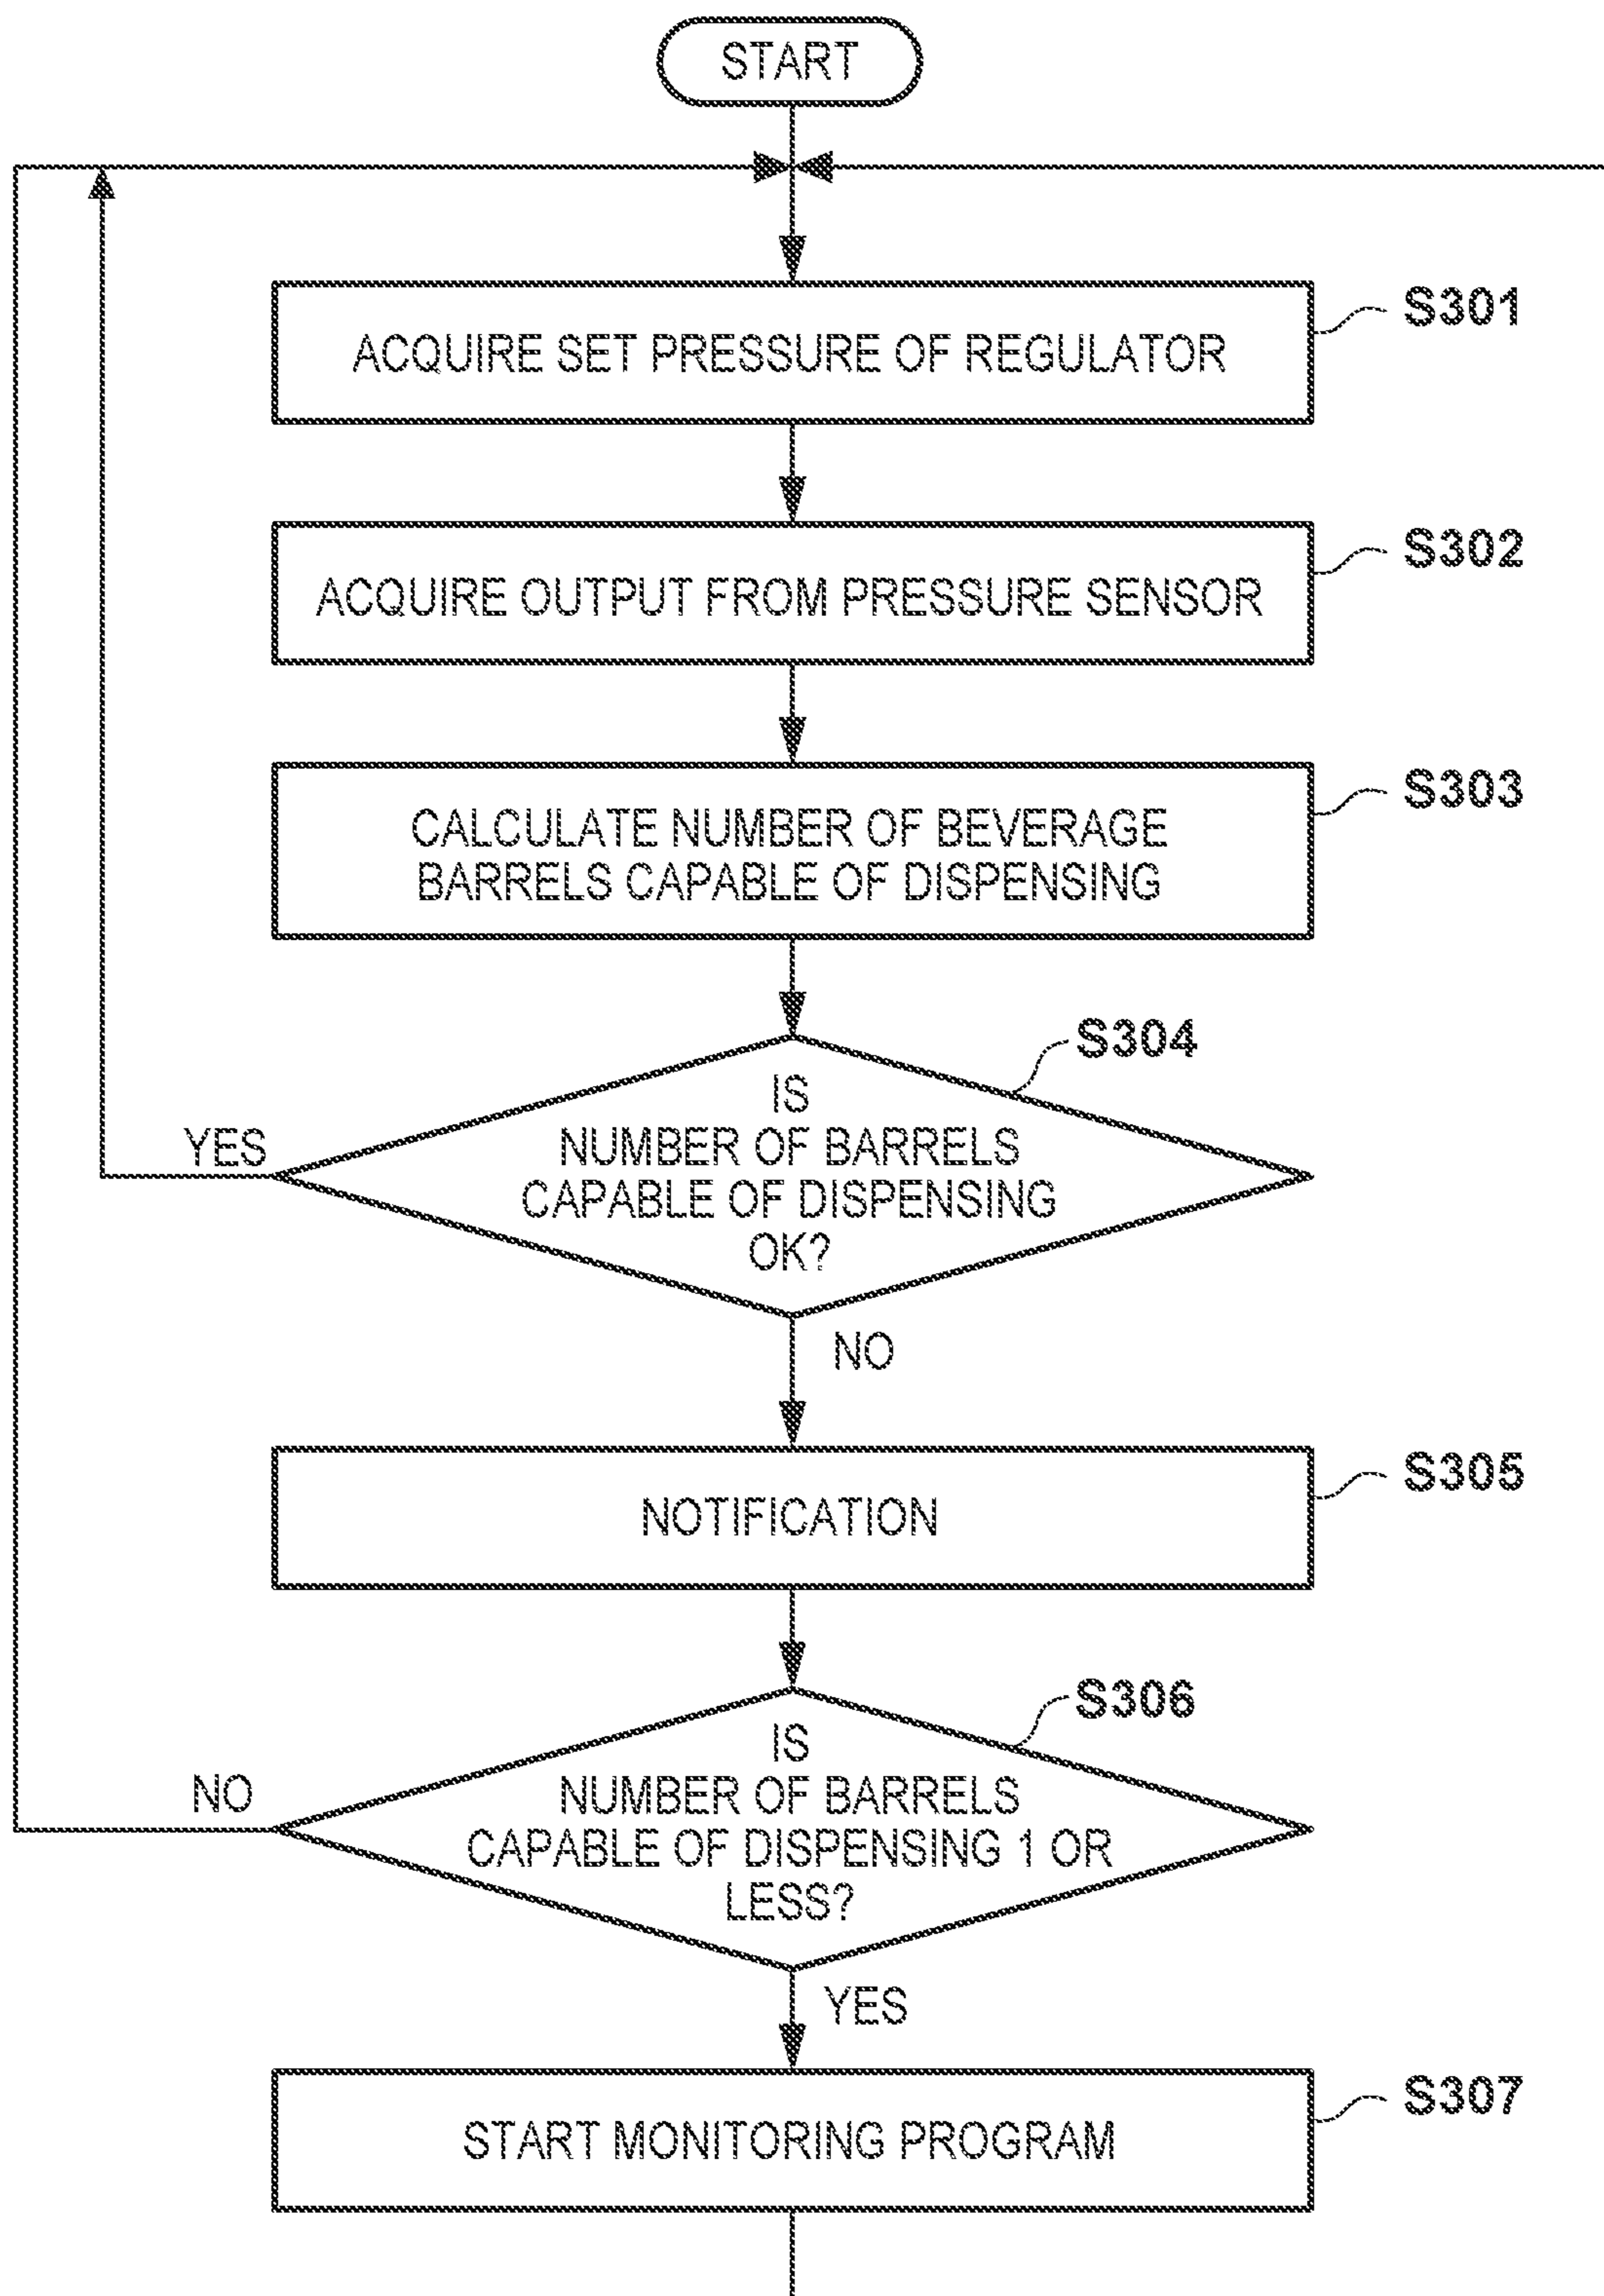 START
ACQUIRE SET PRESSURE OF REGULATOR
S301
ACQUIRE OUTPUT FROM PRESSURE SENSOR
S302
CALCULATE NUMBER OF BEVERAGE
BARRELS CAPABLE OF DISPENSING
S303
S304
IS
NUMBER OF BARRELS
CAPABLE OF DISPENSING
OK?
YES
NO
NOTIFICATION
S305
S306
IS
NUMBER OF BARRELS
CAPABLE OF DISPENSING 1 OR
LESS?
NO
YES
START MONITORING PROGRAM
S307